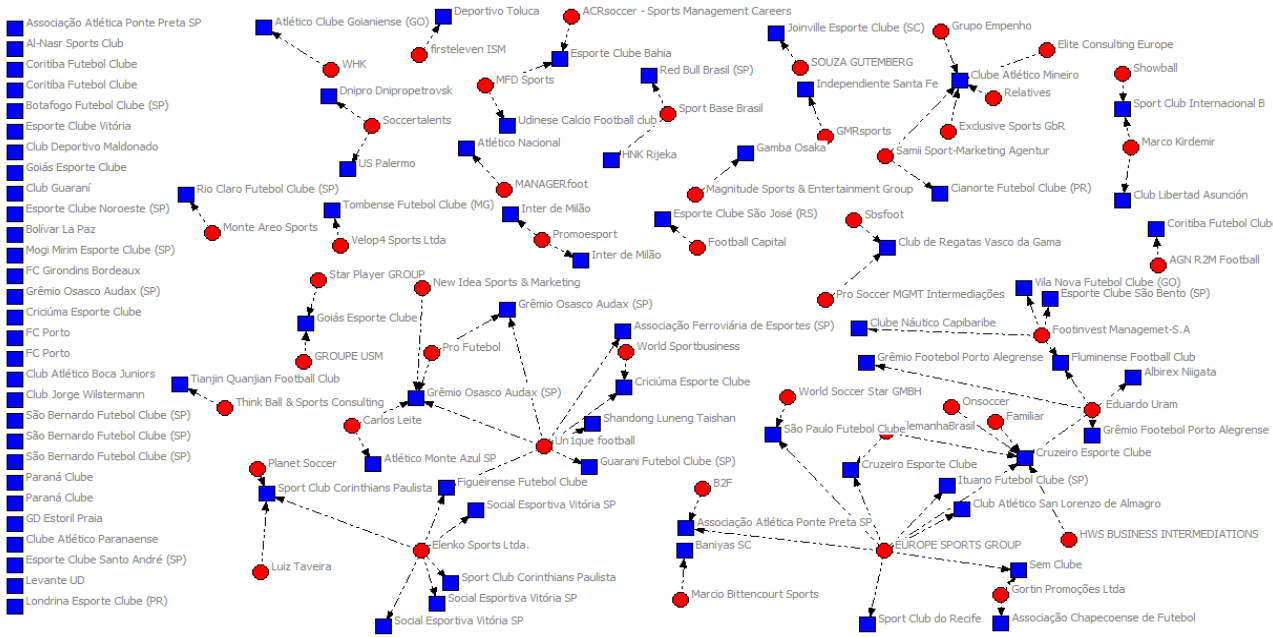 Associação Atlética Ponte Preta SP
Al-Nasr Sports Club
Coritiba Futebol Clube
Coritiba Futebol Clube
Botafogo Futebol Clube (SP)
Esporte Clube Vitória
Club Deportivo Maldonado
Goiás Esporte Clube
Club Guaraní
Esporte Clube Noroeste (SP)
Bolívar La Paz
Mogi Mirim Esporte Clube (SP)
FC Girondins Bordeaux
Grêmio Osasco Audax (SP)
Criciúma Esporte Clube
FC Porto
FC Porto
Club Atlético Boca Juniors
Club Jorge Wilstermann
São Bernardo Futebol Clube (SP)
São Bernardo Futebol Clube (SP)
São Bernardo Futebol Clube (SP)
Paraná Clube
Paraná Clube
GD Estoril Praia
Clube Atlético Paranaense
Esporte Clube Santo André (SP)
Levante UD
Londrina Esporte Clube (PR)
Atlético Clube Goianiense (GO)
WHK
Deportivo Toluca
firsteleven ISM
ACRsoccer - Sports Management Careers
Esporte Clube Bahia
MFD Sports
Udinese Calcio Football club
Dnipro Dnipropetrovsk
Soccertalents
US Palermo
Red Bull Brasil (SP)
Sport Base Brasil
HNK Rijeka
Joinville Esporte Clube (SC)
SOUZA GUTEMBERG
Independiente Santa Fe
GMRsports
Grupo Empenho
Elite Consulting Europe
Clube Atlético Mineiro
Relatives
Exclusive Sports GbR
Samii Sport-Marketing Agentur
Cianorte Futebol Clube (PR)
Showball
Sport Club Internacional B
Marco Kirdemir
Club Libertad Asunción
Coritiba Futebol Club
AGN R2M Football
Atlético Nacional
MANAGERfoot
Gamba Osaka
Magnitude Sports & Entertainment Group
Rio Claro Futebol Clube (SP)
Monte Areo Sports
Tombense Futebol Clube (MG)
Velop4 Sports Ltda
Inter de Milão
Promoesport
Inter de Milão
Esporte Clube São José (RS)
Football Capital
Sbsfoot
Club de Regatas Vasco da Gama
Pro Soccer MGMT Intermediações
Star Player GROUP
Goiás Esporte Clube
GROUPE USM
New Idea Sports & Marketing
Grêmio Osasco Audax (SP)
Pro Futebol
Grêmio Osasco Audax (SP)
Associação Ferroviária de Esportes (SP)
World Sportbusiness
Criciúma Esporte Clube
Tianjin Quanjian Football Club
Think Ball & Sports Consulting
Carlos Leite
Atlético Monte Azul SP
Shandong Luneng Taishan
Un1que football
Guarani Futebol Clube (SP)
Planet Soccer
Sport Club Corinthians Paulista
Figueirense Futebol Clube
Social Esportiva Vitória SP
Elenko Sports Ltda.
Luiz Taveira
Sport Club Corinthians Paulista
Social Esportiva Vitória SP
Social Esportiva Vitória SP
Vila Nova Futebol Clube (GO)
Esporte Clube São Bento (SP)
Clube Náutico Capibaribe
Footinvest Managemet-S.A
Grêmio Footebol Porto Alegrense
Fluminense Football Club
Albirex Niigata
Eduardo Uram
Grêmio Footebol Porto Alegrense
World Soccer Star GMBH
Onsoccer
Familiar
São Paulo Futebol Clube
lemanhaBrasil
Cruzeiro Esporte Clube
Cruzeiro Esporte Clube
Ituano Futebol Clube (SP)
Club Atlético San Lorenzo de Almagro
B2F
Associação Atlética Ponte Preta SP
Baniyas SC
Marcio Bittencourt Sports
EUROPE SPORTS GROUP
HWS BUSINESS INTERMEDIATIONS
Sem Clube
Gortin Promoções Ltda
Sport Club do Recife
Associação Chapecoense de Futebol